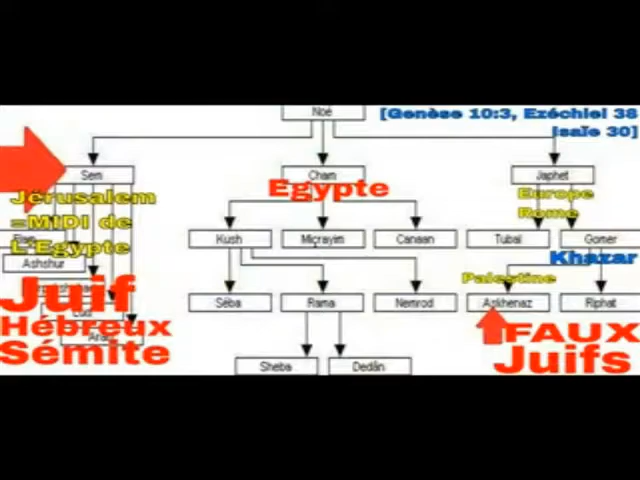 Noé
[Genèse 10:3, Ezéchiel 38
Isaïe 30]
Sem
Cham
Japhet
Egypte
Europe
Rome
Jérusalem
=MIDI de
L'Egypte
Kush
Miçrayim
Canaan
Tubal
Gomer
Khazar
Ashshur
Palestine
Juif
Hébreux
Sémite
Séba
Rama
Nemrod
Askhenaz
Riphat
FAUX
Juifs
Sheba
Dedân